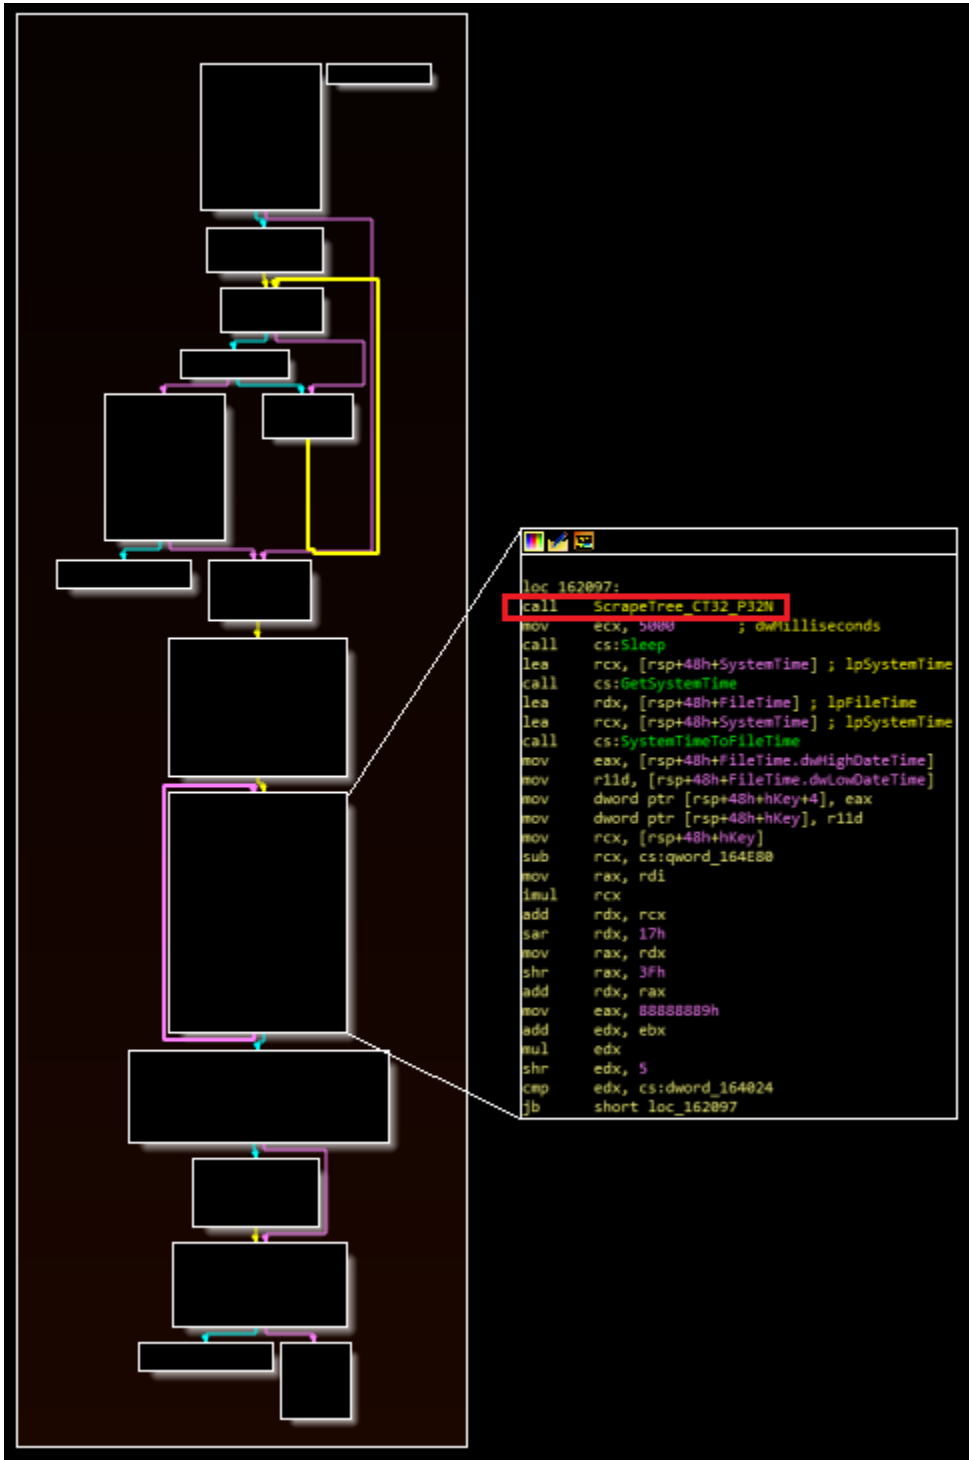 loc_162097:
call ScrapeTree_CT32_P32N
mov ecx, 5000 ; dwMilliseconds
call cs:Sleep
lea rcx, [rsp+48h+SystemTime] ; lpSystemTime
call cs:GetSystemTime
lea rdx, [rsp+48h+FileTime] ; lpFileTime
lea rcx, [rsp+48h+SystemTime] ; lpSystemTime
call cs:SystemTimeToFileTime
mov eax, [rsp+48h+FileTime.dwHighDateTime]
mov r11d, [rsp+48h+FileTime.dwLowDateTime]
mov dword ptr [rsp+48h+hKey+4], eax
mov dword ptr [rsp+48h+hKey], r11d
mov rcx, [rsp+48h+hKey]
sub rcx, cs:qword_164E80
mov rax, rdi
imul rcx
add rdx, rcx
sar rdx, 17h
mov rax, rdx
shr rax, 3Fh
add rdx, rax
mov eax, 88888889h
add edx, ebx
mul edx
shr edx, 5
cmp edx, cs:dword_164024
jb short loc_162097